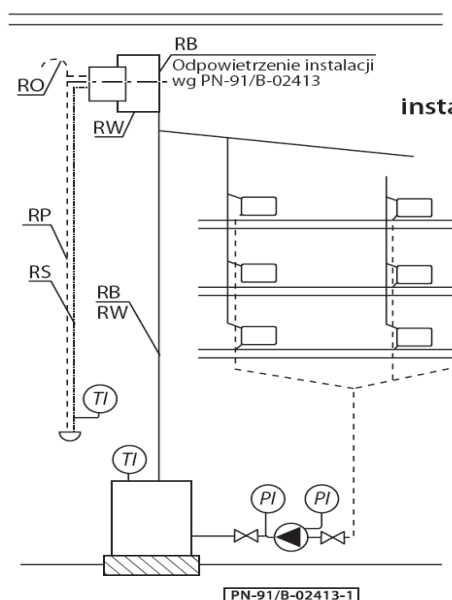 RB
Odpowietrzenie instalacji
wg PN-91/B-02413
RO
RW
insta
RP
RS
RB
RW
TI
TI
PI
PI
PN-91/B-02413-1